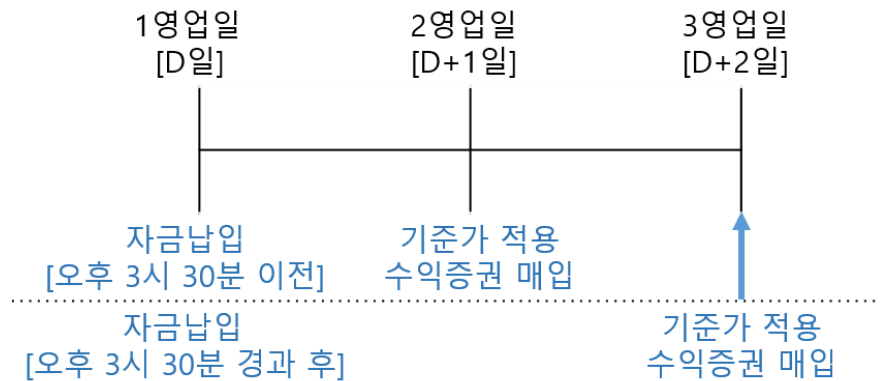 1영업일
[D일]
2영업일
[D+1일]
3영업일
[D+2일]
자금납입
[오후 3시 30분 이전]
기준가 적용
수익증권 매입
자금납입
[오후 3시 30분 경과 후]
기준가 적용
수익증권 매입